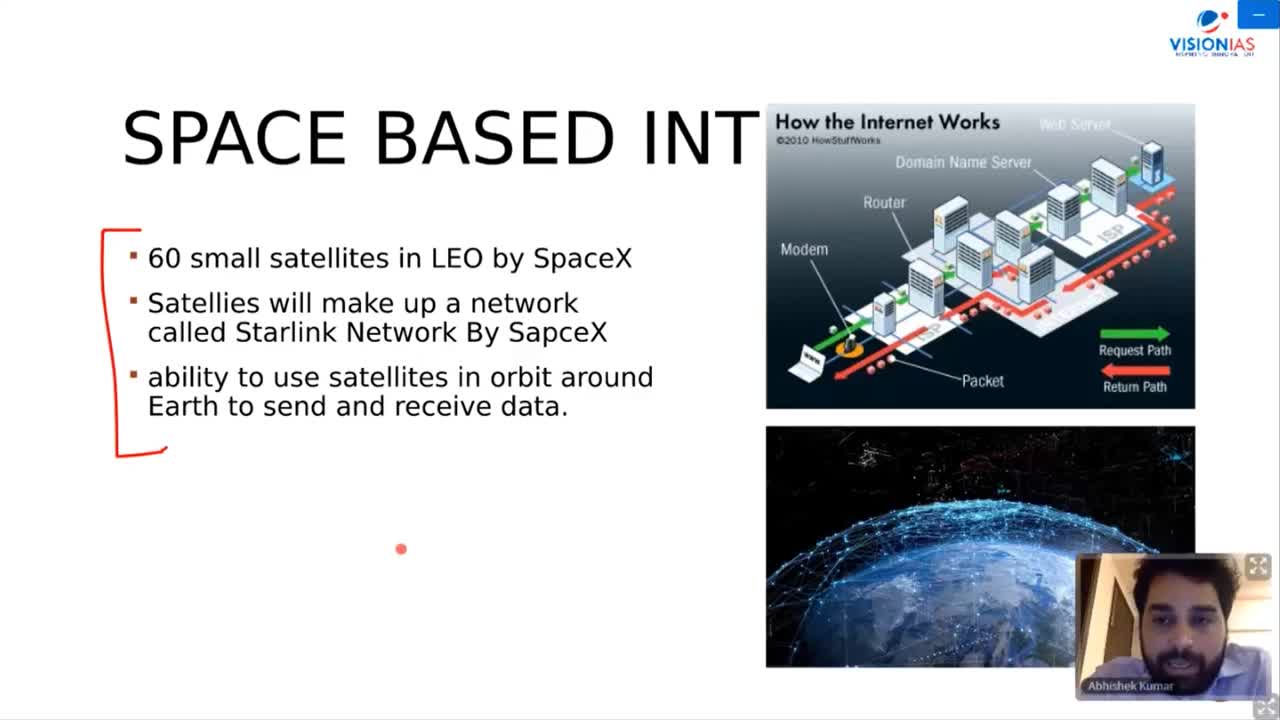 VISIONIAS
SPACE BASED INT
60 small satellites in LEO by SpaceX
Satellies will make up a network
called Starlink Network By SapceX
ability to use satellites in orbit around
Earth to send and receive data.
How the Internet Works
©2010 HowStuffWorks
Web Server
Domain Name Server
Router
Modem
ISP
ISP
WWW
Packet
Request Path
Return Path
Abhishek Kumar